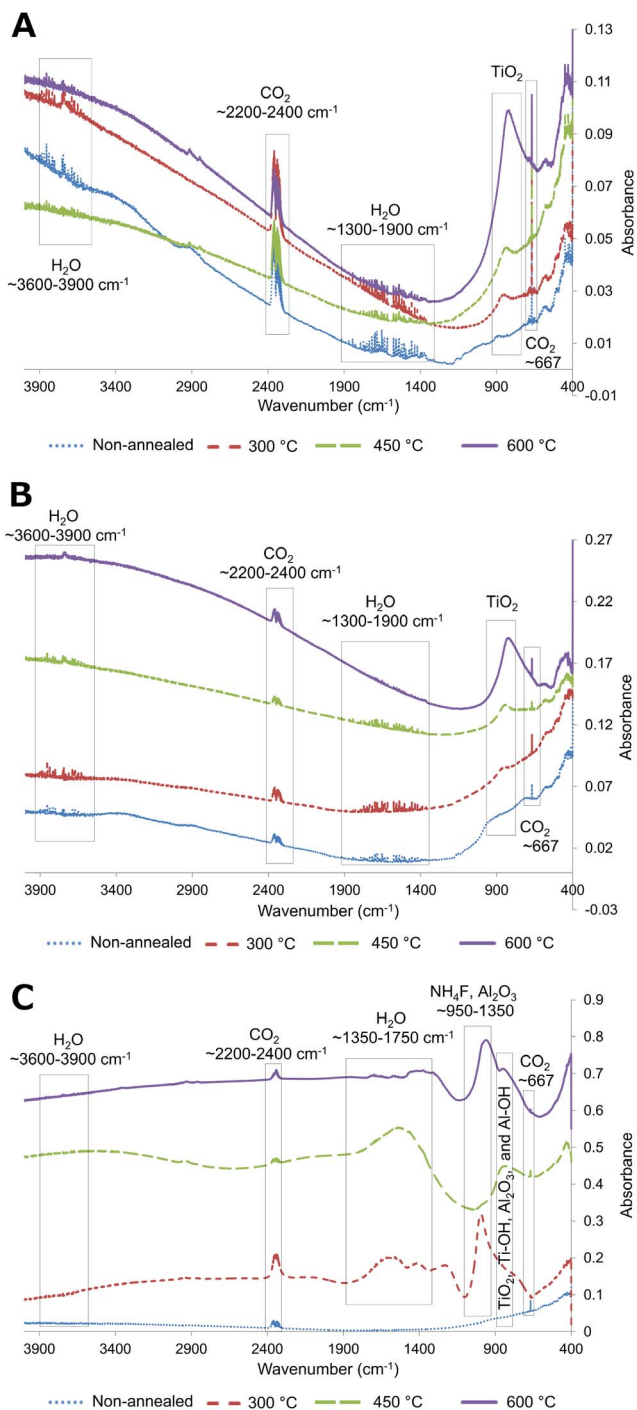 A
0.13
0.11
0.09
0.07
0.05
0.03
0.01
-0.01
Absorbance
TiO2
CO2
~2200-2400 cm-1
H2O
~1300-1900 cm-1
H2O
~3600-3900 cm-1
CO2
~667
3900 3400 2900 2400 1900 1400 900 400
Wavenumber (cm-1)
Non-annealed 300 °C 450 °C 600 °C
B
H2O
~3600-3900 cm-1
CO2
~2200-2400 cm-1
H2O
~1300-1900 cm-1
TiO2
CO2
~667
0.27
0.22
0.17
0.12
0.07
0.02
-0.03
Absorbance
3900 3400 2900 2400 1900 1400 900 400
Wavenumber (cm-1)
Non-annealed 300 °C 450 °C 600 °C
C
NH4F, Al2O3
~950-1350
H2O
~3600-3900 cm-1
CO2
~2200-2400 cm-1
H2O
~1350-1750 cm-1
CO2
~667
TiO2, Ti-OH, Al2O3, and Al-OH
0.9
0.8
0.7
0.6
0.5
0.4
0.3
0.2
0.1
0
Absorbance
3900 3400 2900 2400 1900 1400 900 400
Wavenumber (cm-1)
Non-annealed 300 °C 450 °C 600 °C